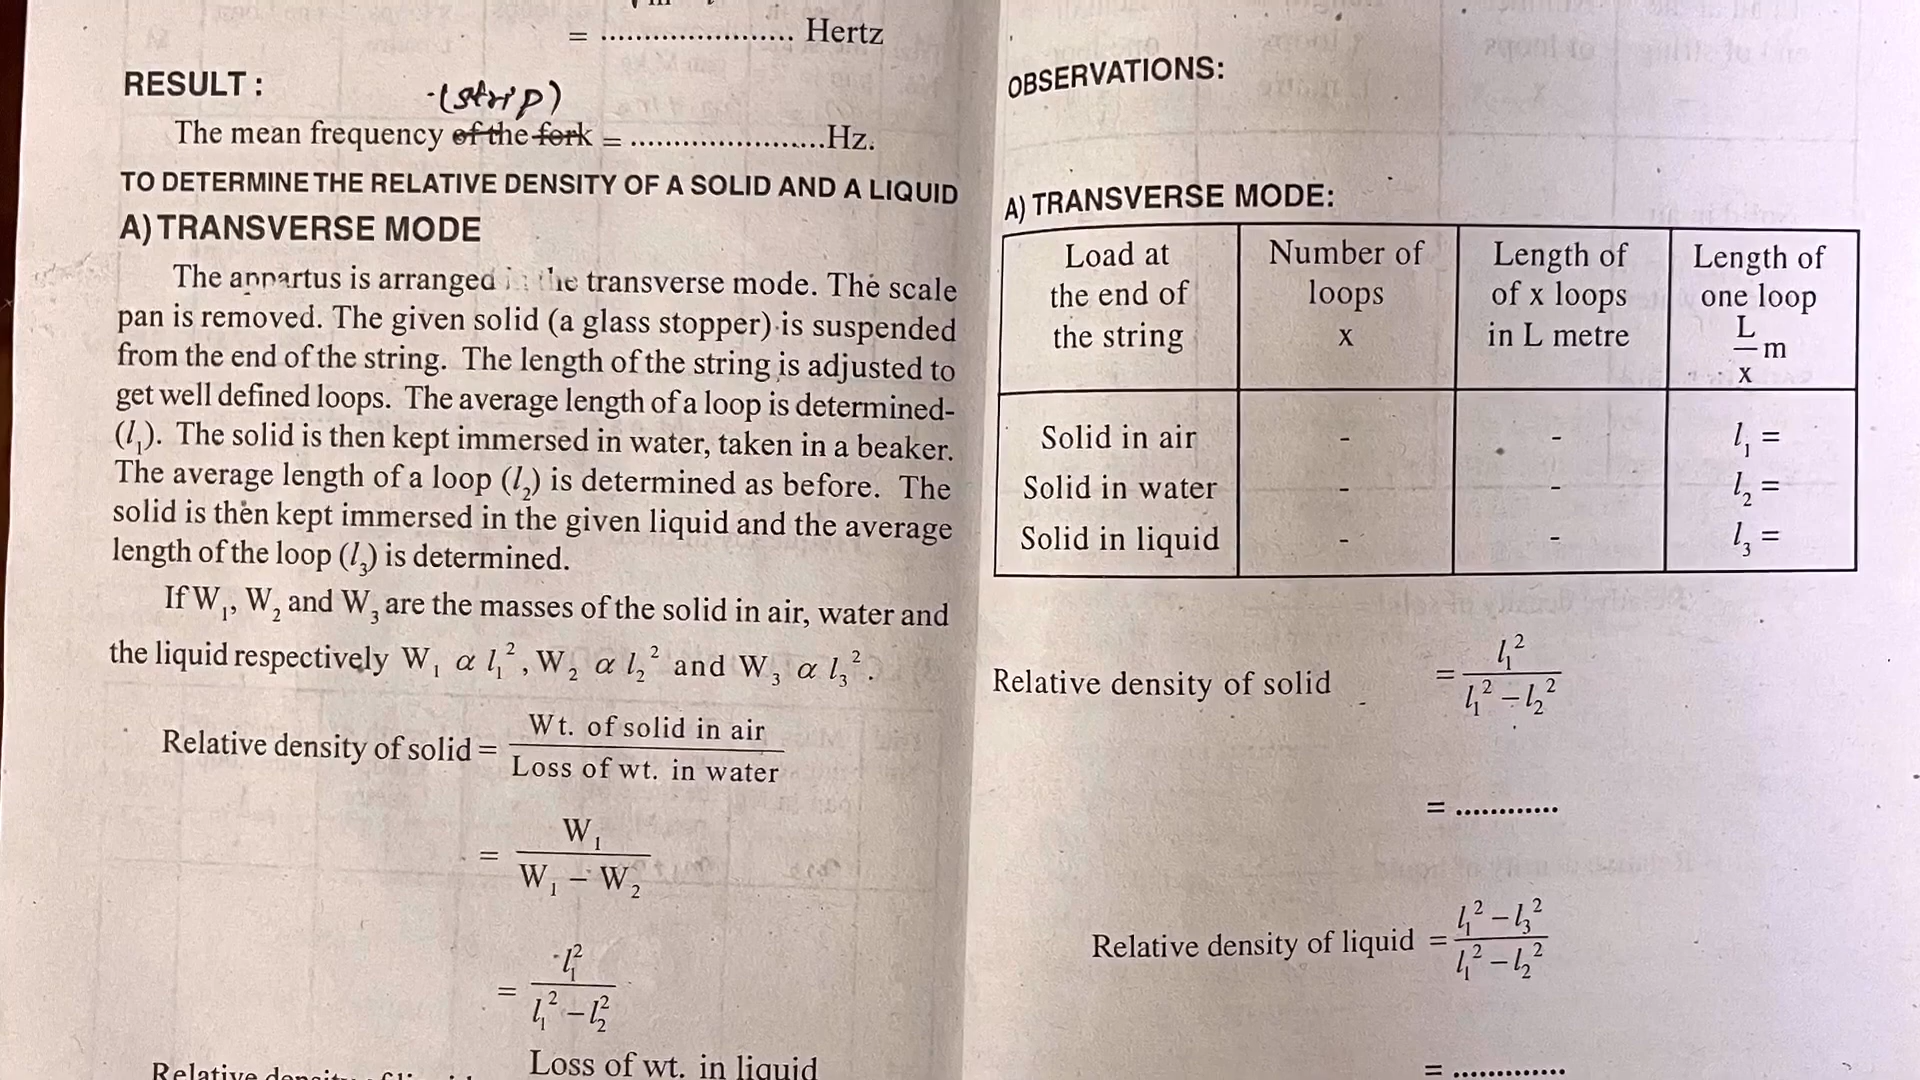 = ...................... Hertz
RESULT :
(strip)
The mean frequency of the fork = ......................Hz.
TO DETERMINE THE RELATIVE DENSITY OF A SOLID AND A LIQUID
A) TRANSVERSE MODE
The appartus is arranged in the transverse mode. The scale
pan is removed. The given solid (a glass stopper) is suspended
from the end of the string. The length of the string is adjusted to
get well defined loops. The average length of a loop is determined-
(l₁). The solid is then kept immersed in water, taken in a beaker.
The average length of a loop (l₂) is determined as before. The
solid is then kept immersed in the given liquid and the average
length of the loop (l₃) is determined.
If W₁, W₂ and W₃ are the masses of the solid in air, water and
the liquid respectively W₁ α l₁², W₂ α l₂² and W₃ α l₃².
Wt. of solid in air
Relative density of solid =
Loss of wt. in water
W₁
=
W₁ – W₂
l₁²
=
l₁² – l₂²
Loss of wt. in liquid
OBSERVATIONS:
A) TRANSVERSE MODE:
Load at the end of the string | Number of loops x | Length of of x loops in L metre | Length of one loop L/x m
Solid in air - - l₁ =
Solid in water - - l₂ =
Solid in liquid - - l₃ =
Relative density of solid = l₁² / l₁² – l₂²
= ............
Relative density of liquid = l₁² – l₃² / l₁² – l₂²
= .............